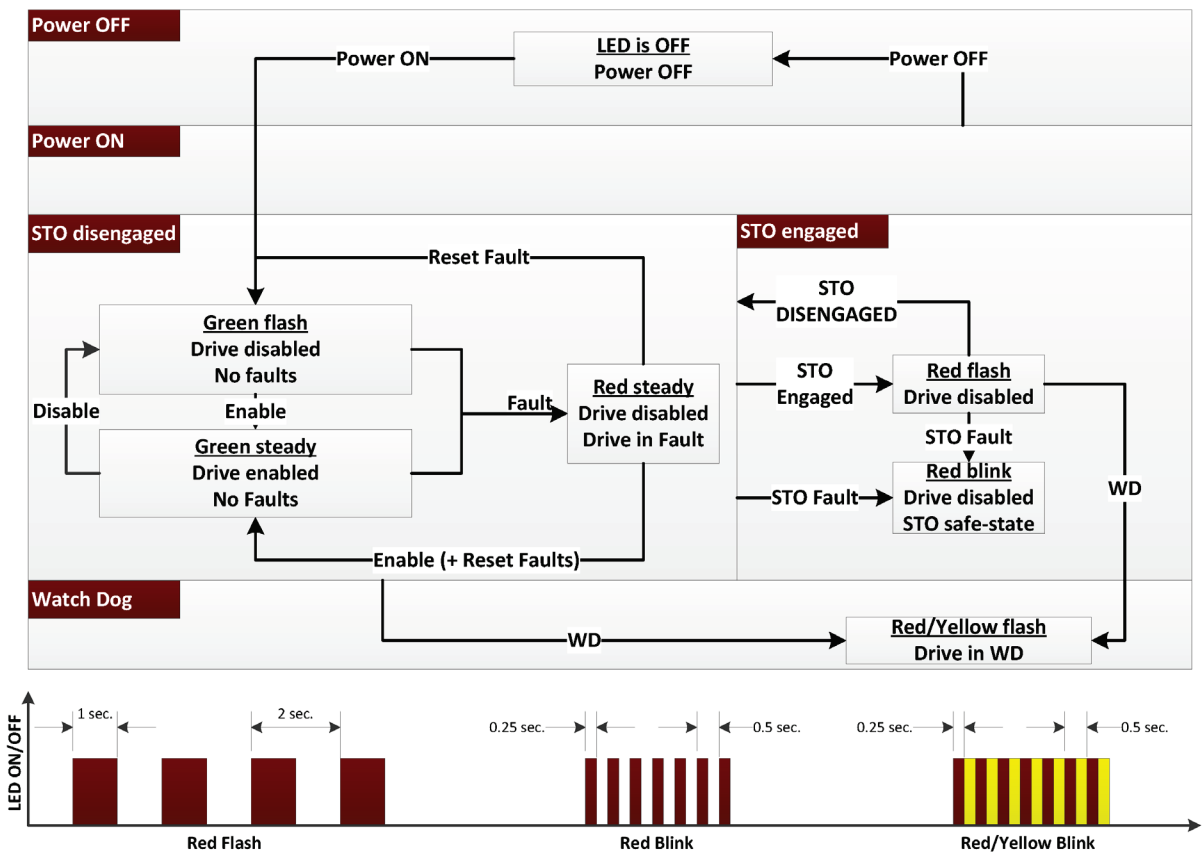 Power OFF
LED is OFF
Power OFF
Power ON
Power OFF
Power ON
STO disengaged
STO engaged
Reset Fault
Green flash
Drive disabled
No faults
Disable
Enable
Green steady
Drive enabled
No Faults
Fault
Red steady
Drive disabled
Drive in Fault
Enable (+ Reset Faults)
STO
DISENGAGED
STO
Engaged
Red flash
Drive disabled
STO Fault
Red blink
Drive disabled
STO safe-state
STO Fault
WD
Watch Dog
WD
Red/Yellow flash
Drive in WD
LED ON/OFF
1 sec.
2 sec.
0.25 sec.
0.5 sec.
0.25 sec.
0.5 sec.
Red Flash
Red Blink
Red/Yellow Blink